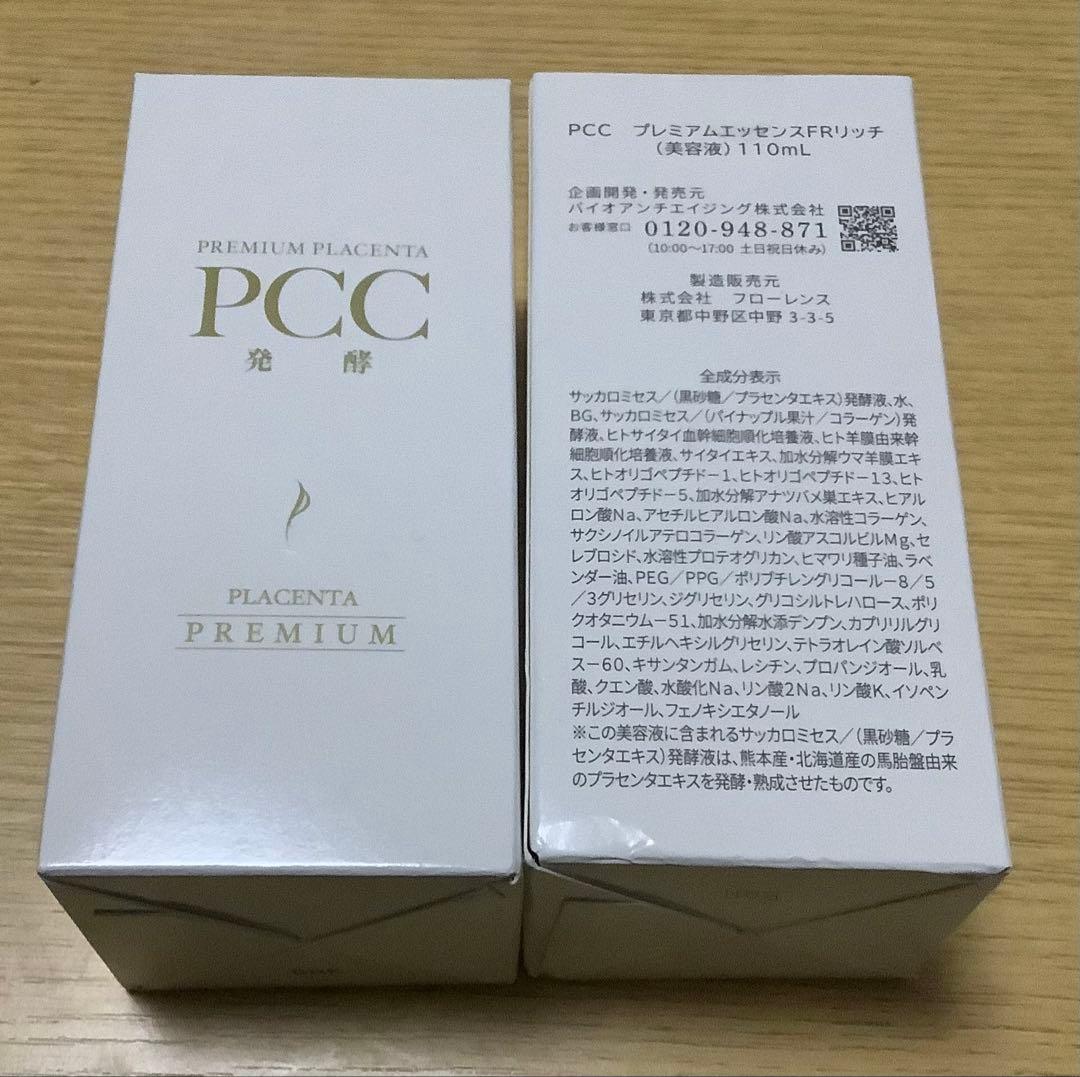 PREMIUM PLACENTA
PCC
発酵
PLACENTA
PREMIUM
PCC プレミアムエッセンスFRリッチ
(美容液)110mL
企画開発・発売元
バイオアンチエイジング株式会社
お客様窓口 0120-948-871
(10:00〜17:00 土日祝日休み)
製造販売元
株式会社 フローレンス
東京都中野区中野 3-3-5
全成分表示
サッカロミセス/(黒砂糖/プラセンタエキス)発酵液、水、
BG、サッカロミセス/(パイナップル果汁/コラーゲン)発
酵液、ヒトサイタイ血幹細胞順化培養液、ヒト羊膜由来幹
細胞順化培養液、サイタイエキス、加水分解ウマ羊膜エキ
ス、ヒトオリゴペプチド-1、ヒトオリゴペプチド-13、ヒト
オリゴペプチド-5、加水分解アナツバメ巣エキス、ヒアル
ロン酸Na、アセチルヒアルロン酸Na、水溶性コラーゲン、
サクシノイルアテロコラーゲン、リン酸アスコルビルMg、セ
レブロシド、水溶性プロテオグリカン、ヒマワリ種子油、ラベ
ンダー油、PEG/PPG/ポリブチレングリコール-8/5
/3グリセリン、ジグリセリン、グリコシルトレハロース、ポリ
クオタニウム-51、加水分解水添デンプン、カプリリルグリ
コール、エチルヘキシルグリセリン、テトラオレイン酸ソルベ
ス-60、キサンタンガム、レシチン、プロパンジオール、乳
酸、クエン酸、水酸化Na、リン酸2Na、リン酸K、イソペン
チルジオール、フェノキシエタノール
※この美容液に含まれるサッカロミセス/(黒砂糖/プラ
センタエキス)発酵液は、熊本産・北海道産の馬胎盤由来
のプラセンタエキスを発酵・熟成させたものです。